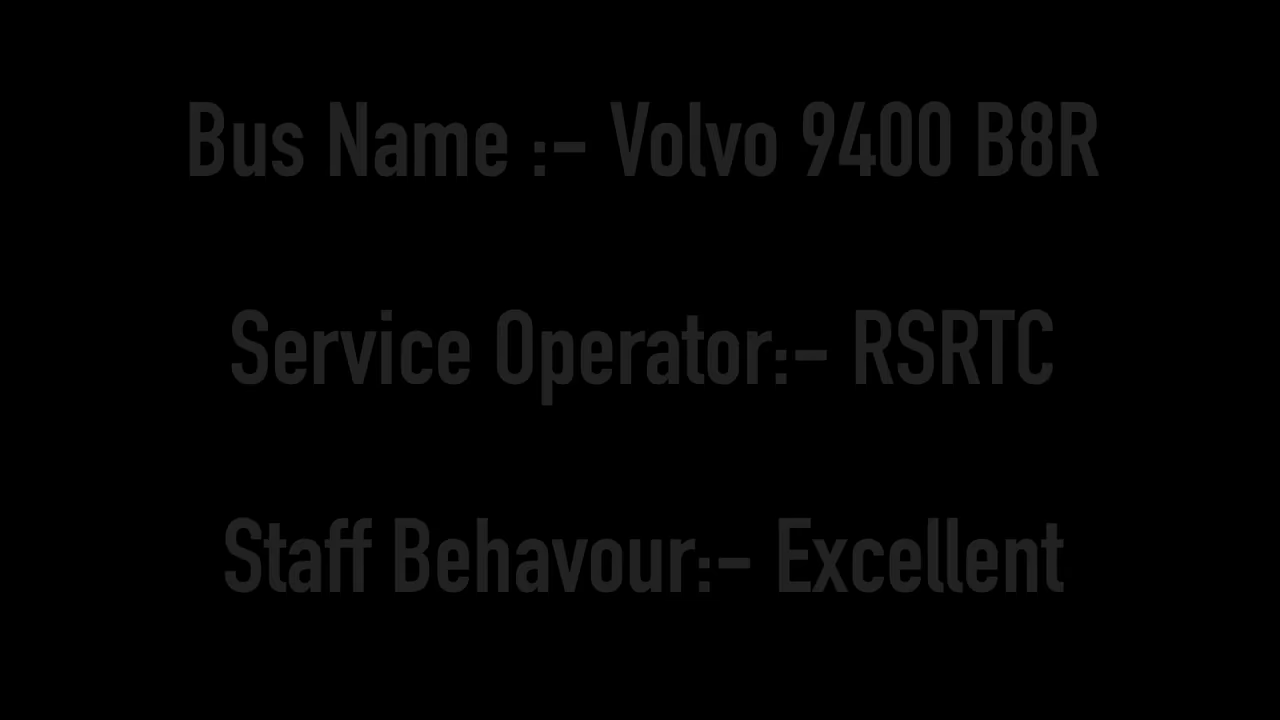 Bus Name :- Volvo 9400 B8R
Service Operator:- RSRTC
Staff Behavour:- Excellent